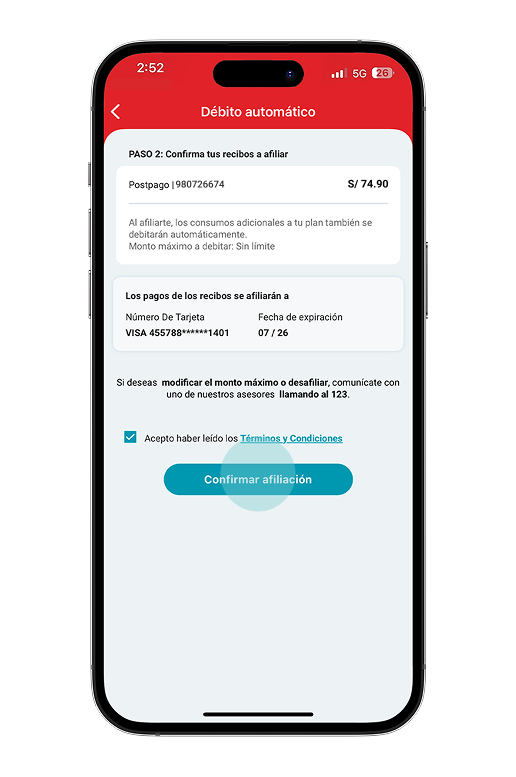 2:52
5G 26
Débito automático
PASO 2: Confirma tus recibos a afiliar
Postpago | 980726674 S/ 74.90
Al afiliarte, los consumos adicionales a tu plan también se
debitarán automáticamente.
Monto máximo a debitar: Sin límite
Los pagos de los recibos se afiliarán a
Número De Tarjeta Fecha de expiración
VISA 455788******1401 07 / 26
Si deseas modificar el monto máximo o desafiliar, comunícate con
uno de nuestros asesores llamando al 123.
Acepto haber leído los Términos y Condiciones
Confirmar afiliación